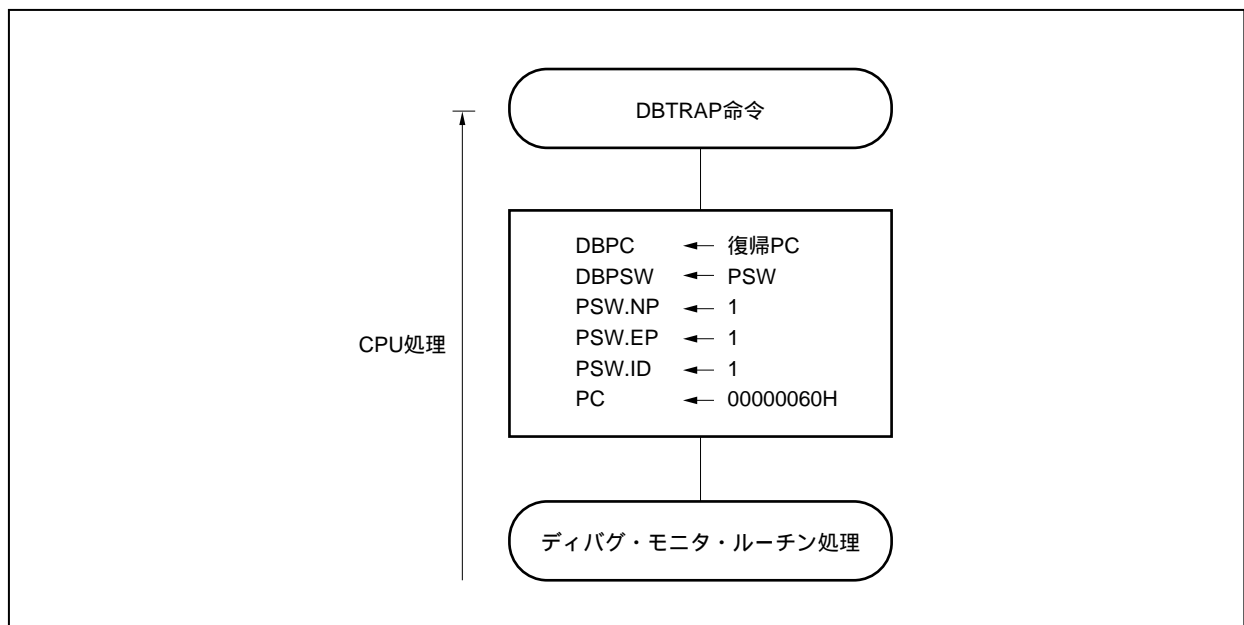 DBTRAP命令
DBPC ← 復帰PC
DBPSW ← PSW
PSW.NP ← 1
PSW.EP ← 1
PSW.ID ← 1
PC ← 00000060H
CPU処理
ディバグ・モニタ・ルーチン処理